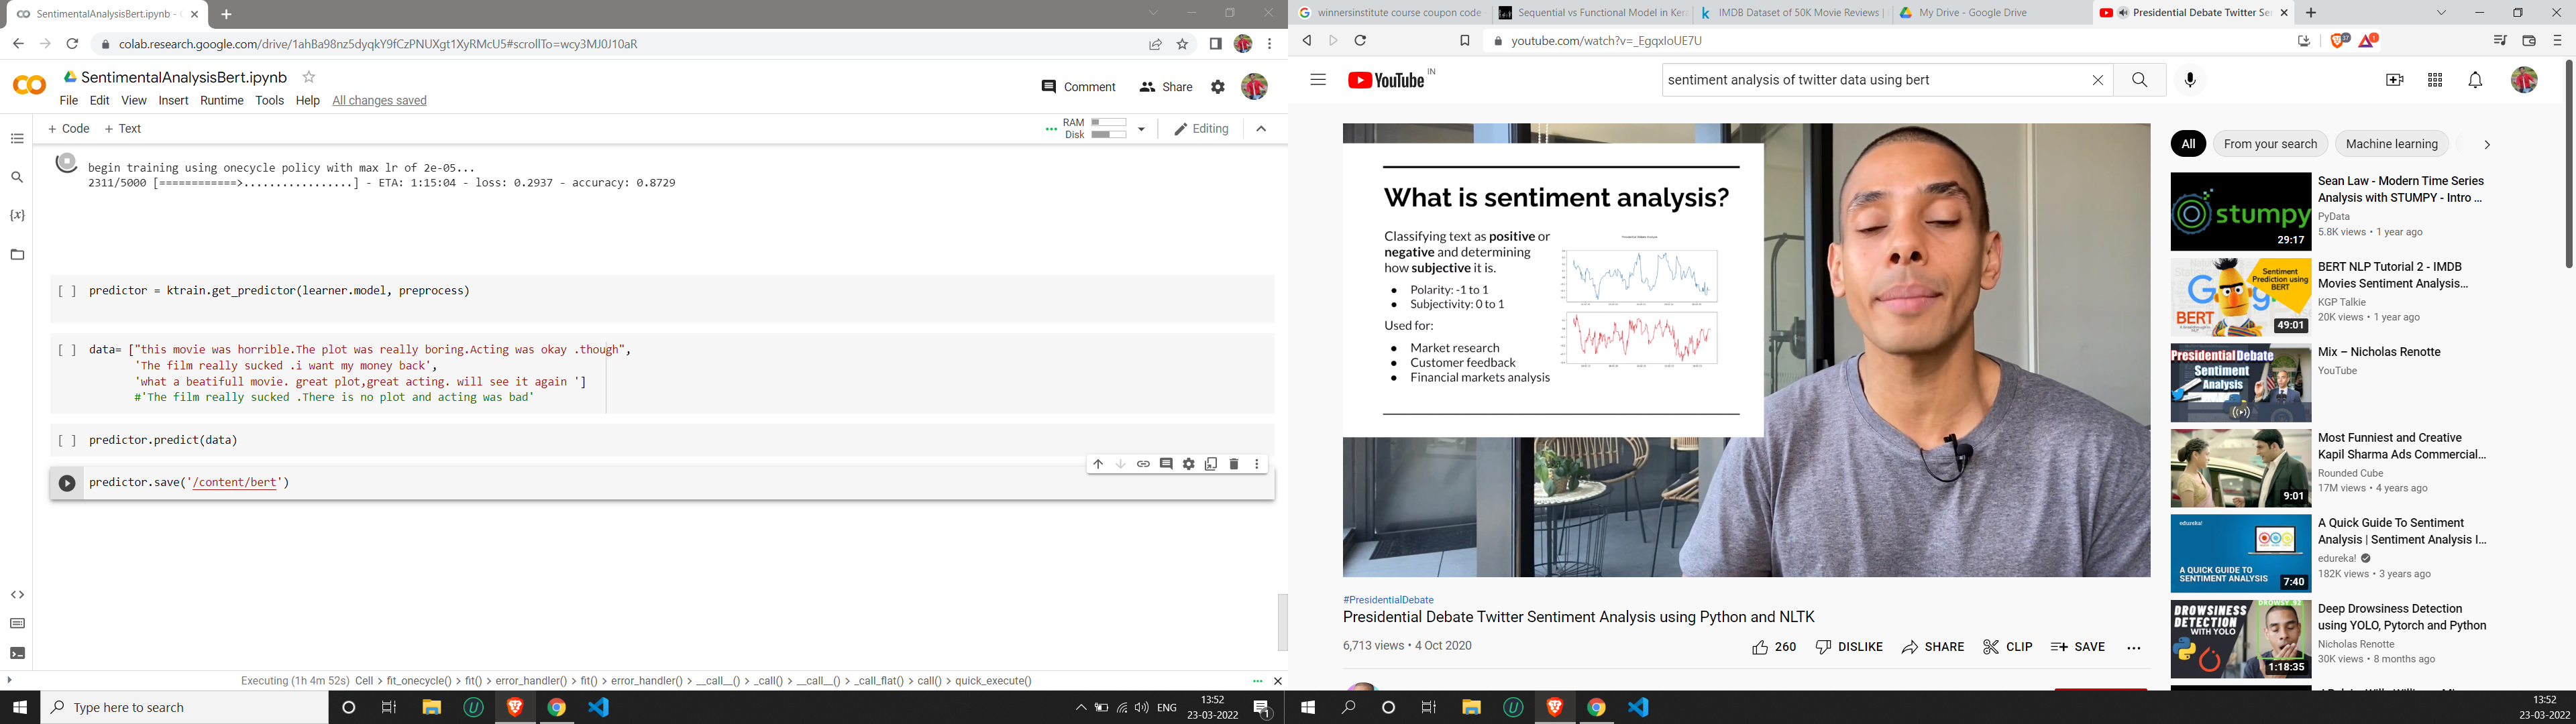 SentimentalAnalysisBert.ipynb -
colab.research.google.com/drive/1ahBa98nz5dyqkY9fCzPNUXgt1XyRMcU5#scrollTo=wcy3MJ0J10aR
SentimentalAnalysisBert.ipynb
File Edit View Insert Runtime Tools Help All changes saved
Comment Share
+ Code + Text
RAM
Disk
Editing
begin training using onecycle policy with max lr of 2e-05...
2311/5000 [============>.................] - ETA: 1:15:04 - loss: 0.2937 - accuracy: 0.8729
[ ] predictor = ktrain.get_predictor(learner.model, preprocess)
[ ] data= ["this movie was horrible.The plot was really boring.Acting was okay .though",
'The film really sucked .i want my money back',
'what a beatifull movie. great plot,great acting. will see it again ']
#'The film really sucked .There is no plot and acting was bad'
[ ] predictor.predict(data)
predictor.save('/content/bert')
Executing (1h 4m 52s) Cell > fit_onecycle() > fit() > error_handler() > fit() > error_handler() > __call__() > _call() > __call__() > _call_flat() > call() > quick_execute()
Type here to search
ENG
13:52
23-03-2022
1
winnersinstitute course coupon code
Sequential vs Functional Model in Ker
IMDB Dataset of 50K Movie Reviews |
My Drive - Google Drive
Presidential Debate Twitter Se
youtube.com/watch?v=_EgqxIoUE7U
YouTube IN
sentiment analysis of twitter data using bert
What is sentiment analysis?
Classifying text as positive or
negative and determining
how subjective it is.
• Polarity: -1 to 1
• Subjectivity: 0 to 1
Used for:
• Market research
• Customer feedback
• Financial markets analysis
#PresidentialDebate
Presidential Debate Twitter Sentiment Analysis using Python and NLTK
6,713 views • 4 Oct 2020
260 DISLIKE SHARE CLIP SAVE
All From your search Machine learning
stumpy
29:17
Sean Law - Modern Time Series
Analysis with STUMPY - Intro ...
PyData
5.8K views • 1 year ago
Sentiment
Prediction using
BERT
BERT
49:01
BERT NLP Tutorial 2 - IMDB
Movies Sentiment Analysis...
KGP Talkie
20K views • 1 year ago
Presidential Debate
Sentiment
Analysis
Mix – Nicholas Renotte
YouTube
9:01
Most Funniest and Creative
Kapil Sharma Ads Commercial...
Rounded Cube
17M views • 4 years ago
edureka!
A QUICK GUIDE TO
SENTIMENT ANALYSIS
7:40
A Quick Guide To Sentiment
Analysis | Sentiment Analysis I...
edureka!
182K views • 3 years ago
DROWSINESS
DETECTION
WITH YOLO
1:18:35
Deep Drowsiness Detection
using YOLO, Pytorch and Python
Nicholas Renotte
30K views • 8 months ago
13:52
23-03-2022